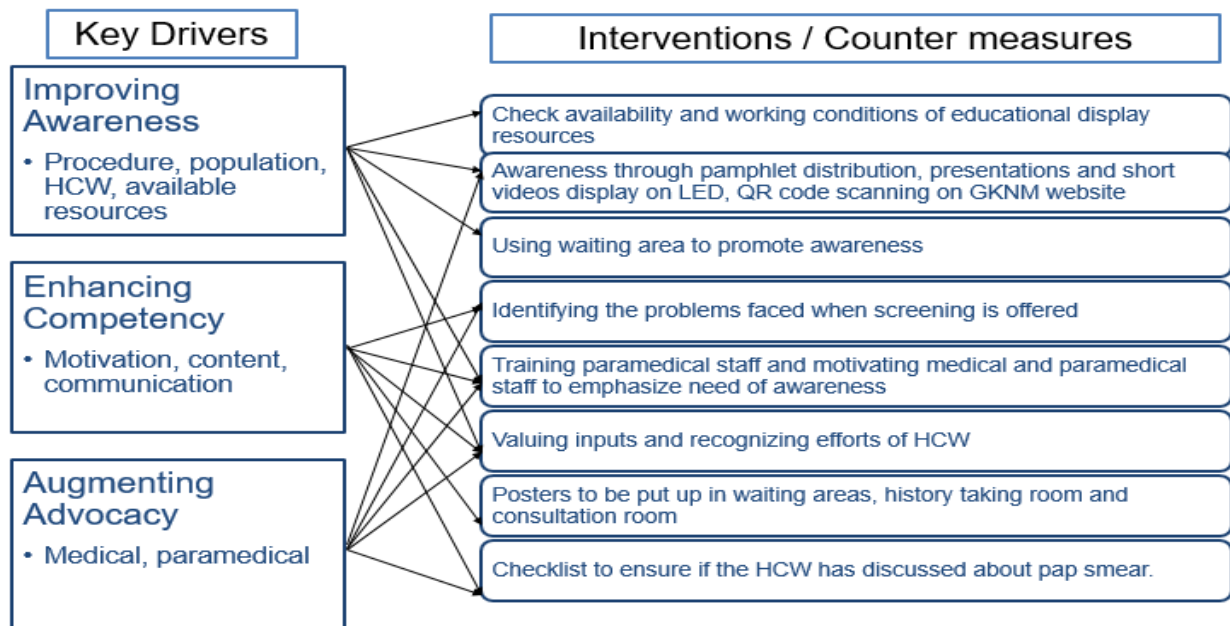 Key Drivers
Interventions / Counter measures
Improving
Awareness
• Procedure, population,
HCW, available
resources
Enhancing
Competency
• Motivation, content,
communication
Augmenting
Advocacy
• Medical, paramedical
Check availability and working conditions of educational display
resources
Awareness through pamphlet distribution, presentations and short
videos display on LED, QR code scanning on GKNM website
Using waiting area to promote awareness
Identifying the problems faced when screening is offered
Training paramedical staff and motivating medical and paramedical
staff to emphasize need of awareness
Valuing inputs and recognizing efforts of HCW
Posters to be put up in waiting areas, history taking room and
consultation room
Checklist to ensure if the HCW has discussed about pap smear.